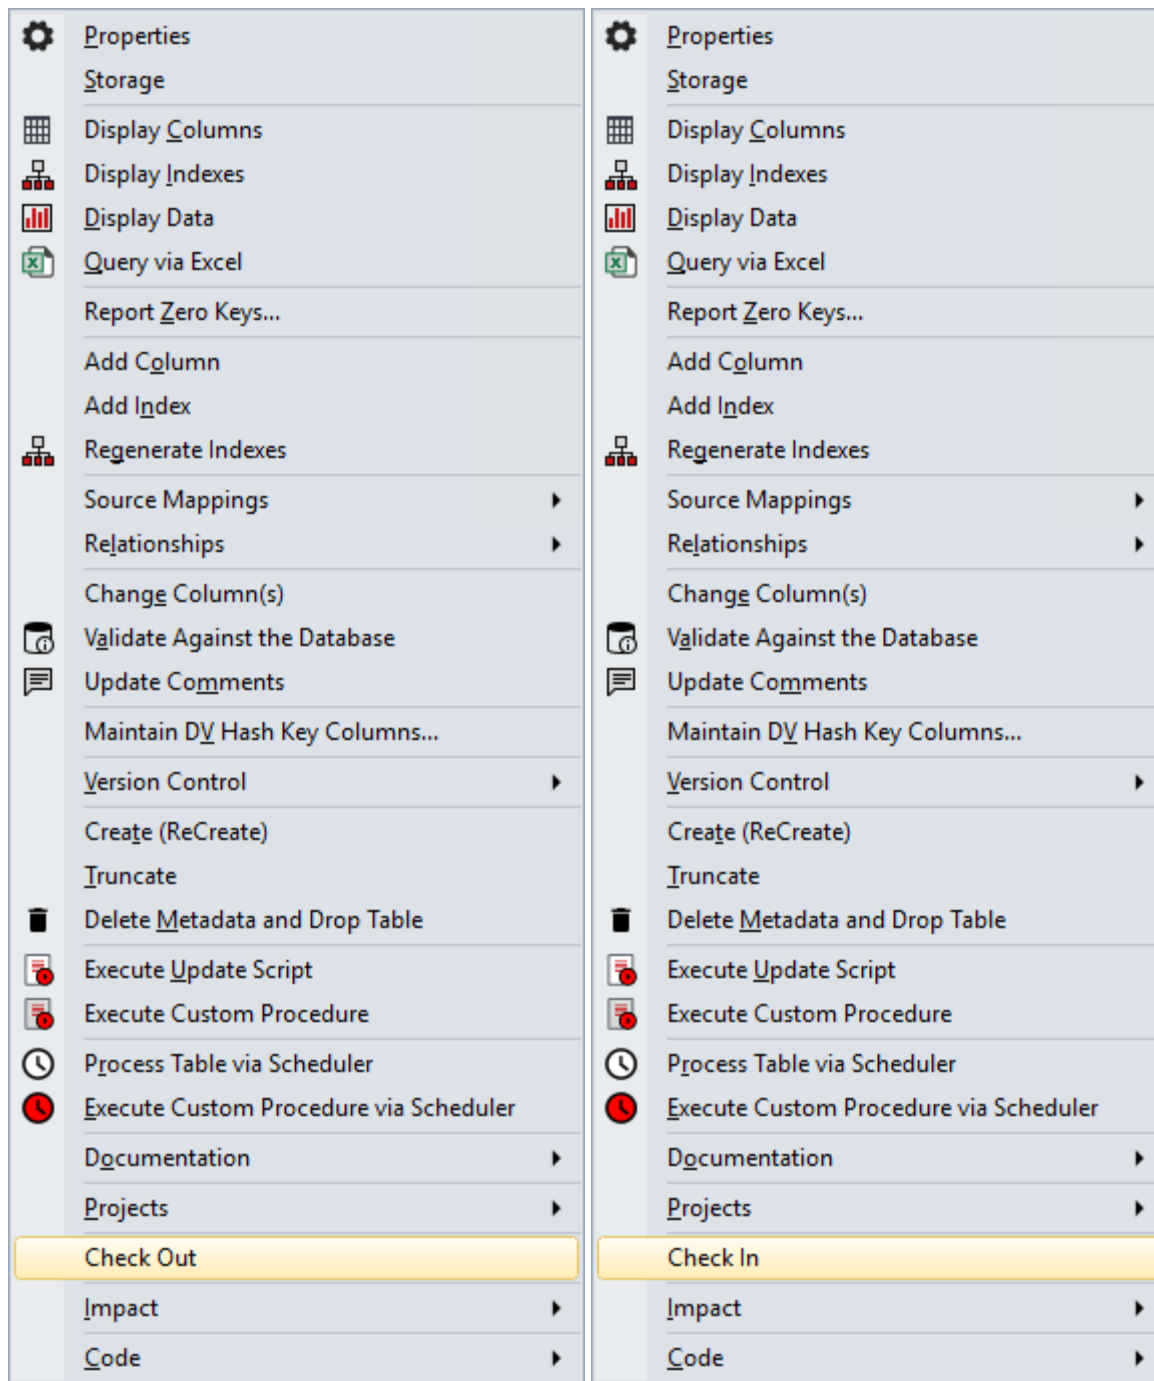 Properties
Storage
Display Columns
Display Indexes
Display Data
Query via Excel
Report Zero Keys...
Add Column
Add Index
Regenerate Indexes
Source Mappings
Relationships
Change Column(s)
Validate Against the Database
Update Comments
Maintain DV Hash Key Columns...
Version Control
Create (ReCreate)
Truncate
Delete Metadata and Drop Table
Execute Update Script
Execute Custom Procedure
Process Table via Scheduler
Execute Custom Procedure via Scheduler
Documentation
Projects
Check Out
Impact
Code
Properties
Storage
Display Columns
Display Indexes
Display Data
Query via Excel
Report Zero Keys...
Add Column
Add Index
Regenerate Indexes
Source Mappings
Relationships
Change Column(s)
Validate Against the Database
Update Comments
Maintain DV Hash Key Columns...
Version Control
Create (ReCreate)
Truncate
Delete Metadata and Drop Table
Execute Update Script
Execute Custom Procedure
Process Table via Scheduler
Execute Custom Procedure via Scheduler
Documentation
Projects
Check In
Impact
Code